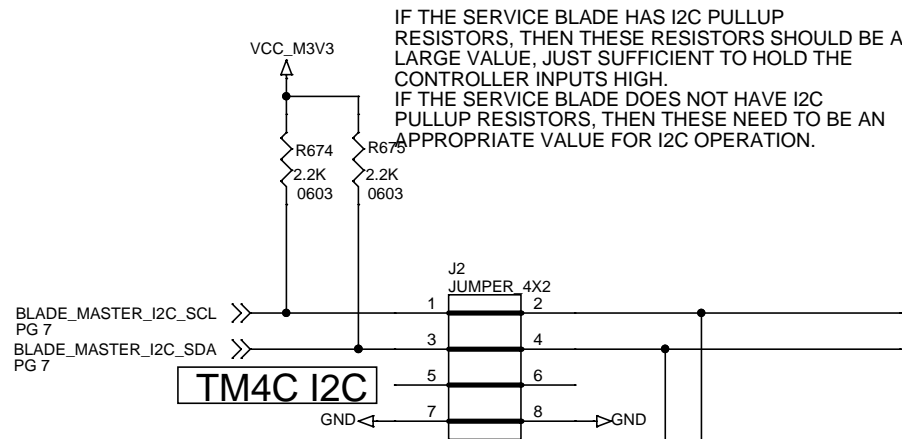 IF THE SERVICE BLADE HAS I2C PULLUP
RESISTORS, THEN THESE RESISTORS SHOULD BE A
LARGE VALUE, JUST SUFFICIENT TO HOLD THE
CONTROLLER INPUTS HIGH.
IF THE SERVICE BLADE DOES NOT HAVE I2C
PULLUP RESISTORS, THEN THESE NEED TO BE AN
APPROPRIATE VALUE FOR I2C OPERATION.
VCC_M3V3
R674
2.2K
0603
R675
2.2K
0603
J2
JUMPER_4X2
BLADE_MASTER_I2C_SCL
PG 7
1 2
BLADE_MASTER_I2C_SDA
PG 7
3 4
TM4C I2C
5 6
GND 7 8 GND